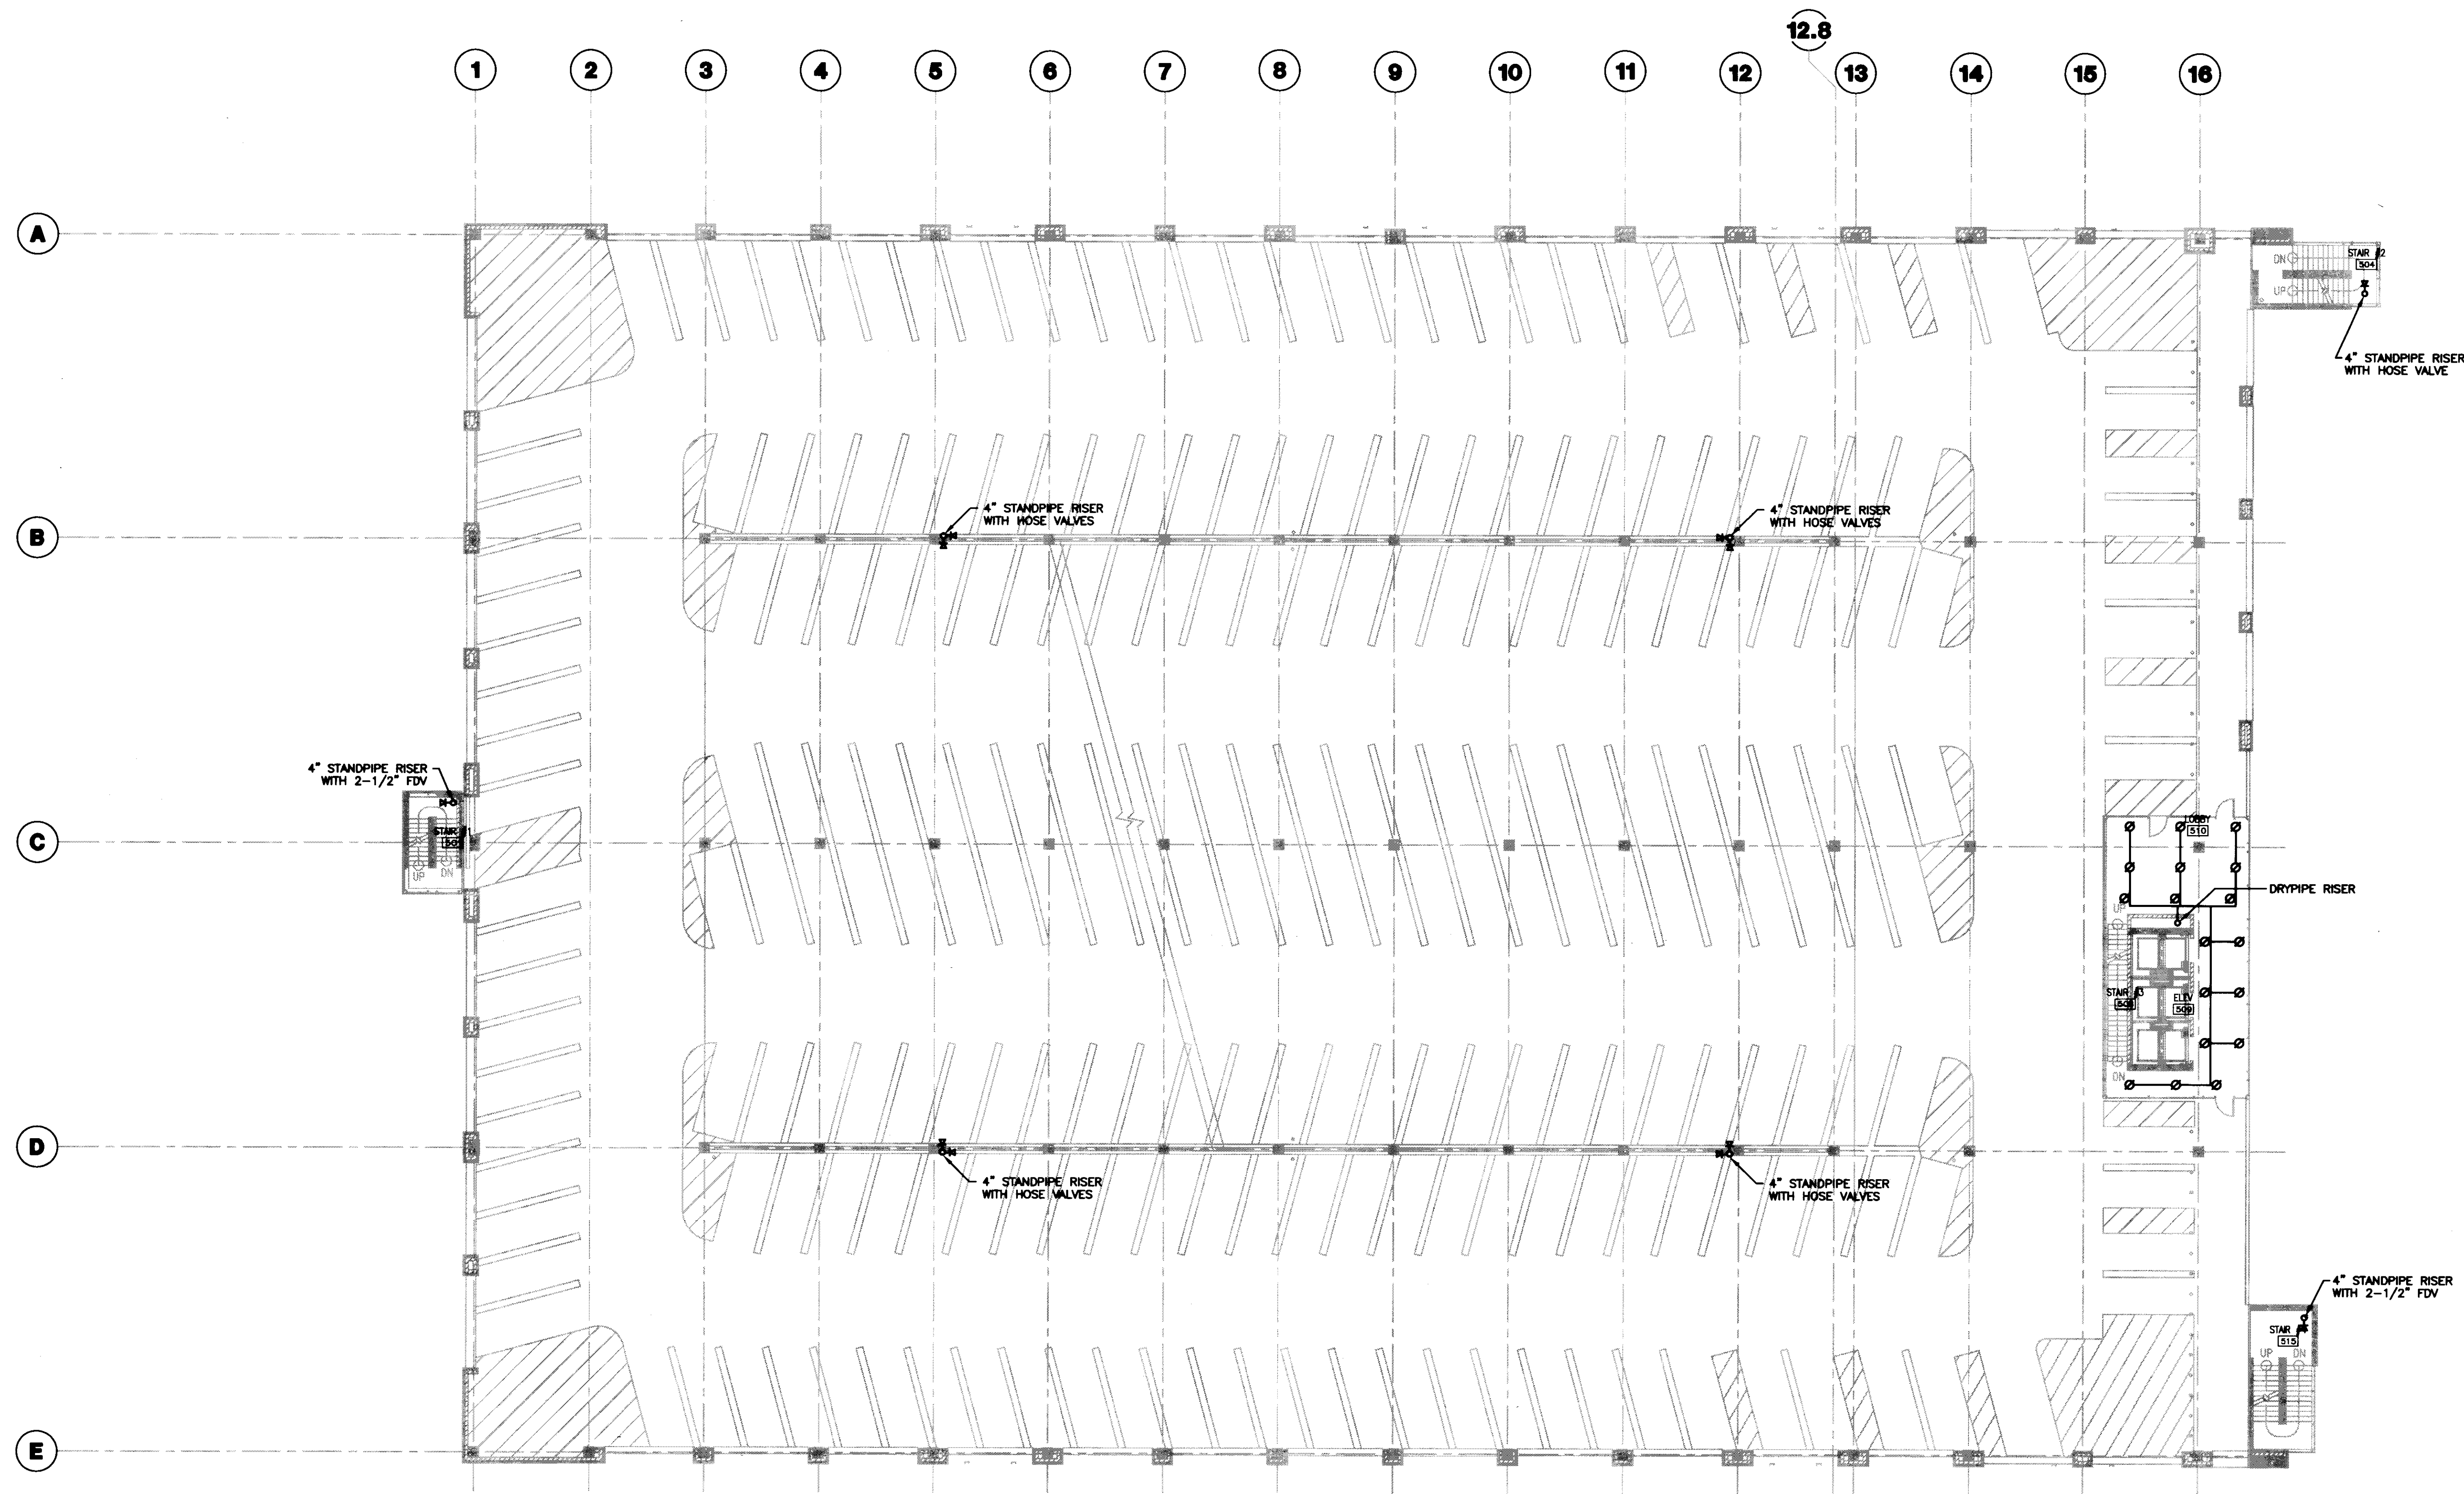 12.8
1
2
3
4
5
6
7
8
9
10
11
12
13
14
15
16
A
STAIR #2
504
DN
UP
4" STANDPIPE RISER
WITH HOSE VALVE
B
4" STANDPIPE RISER
WITH HOSE VALVES
4" STANDPIPE RISER
WITH HOSE VALVES
4" STANDPIPE RISER
WITH 2-1/2" FDV
C
STAIR #1
UP
DN
LOBBY
510
DRYPIPE RISER
UP
STAIR #3
ELEV
509
DN
D
4" STANDPIPE RISER
WITH HOSE VALVES
4" STANDPIPE RISER
WITH HOSE VALVES
4" STANDPIPE RISER
WITH 2-1/2" FDV
STAIR
515
UP
DN
E